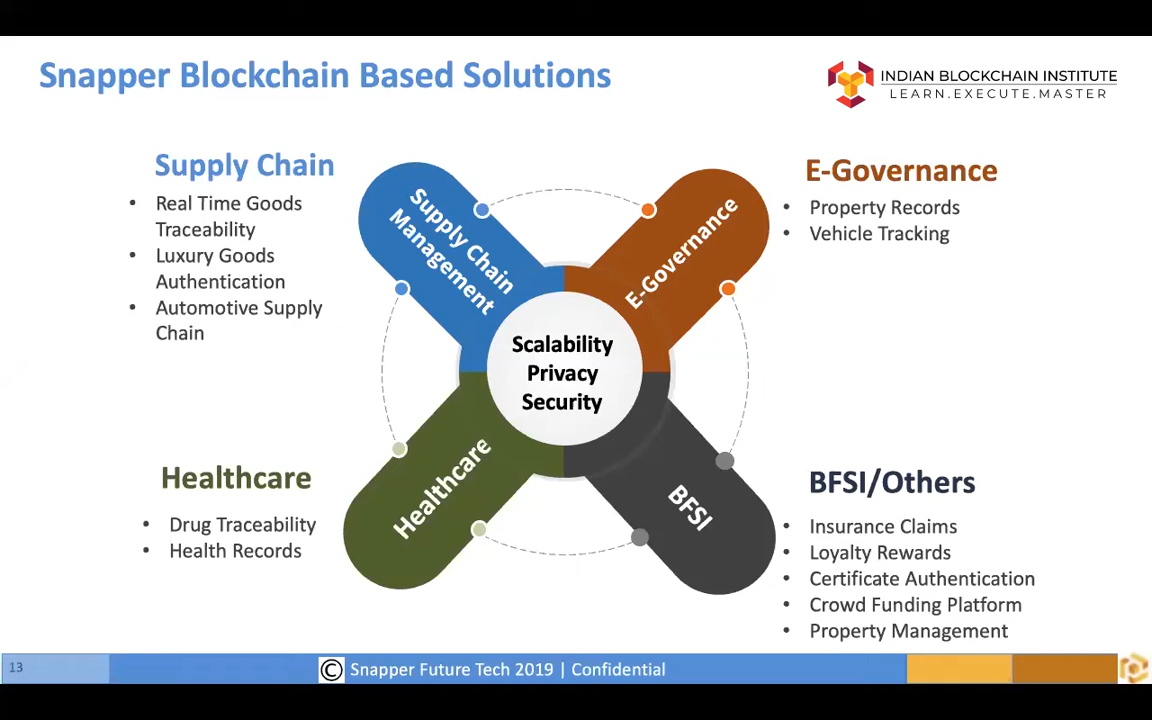 Snapper Blockchain Based Solutions
INDIAN BLOCKCHAIN INSTITUTE
LEARN.EXECUTE.MASTER
Supply Chain
• Real Time Goods
Traceability
• Luxury Goods
Authentication
• Automotive Supply
Chain
Supply Chain
Management
E-Governance
E-Governance
• Property Records
• Vehicle Tracking
Scalability
Privacy
Security
Healthcare
• Drug Traceability
• Health Records
Healthcare
BFSI
BFSI/Others
• Insurance Claims
• Loyalty Rewards
• Certificate Authentication
• Crowd Funding Platform
• Property Management
13
© Snapper Future Tech 2019 | Confidential